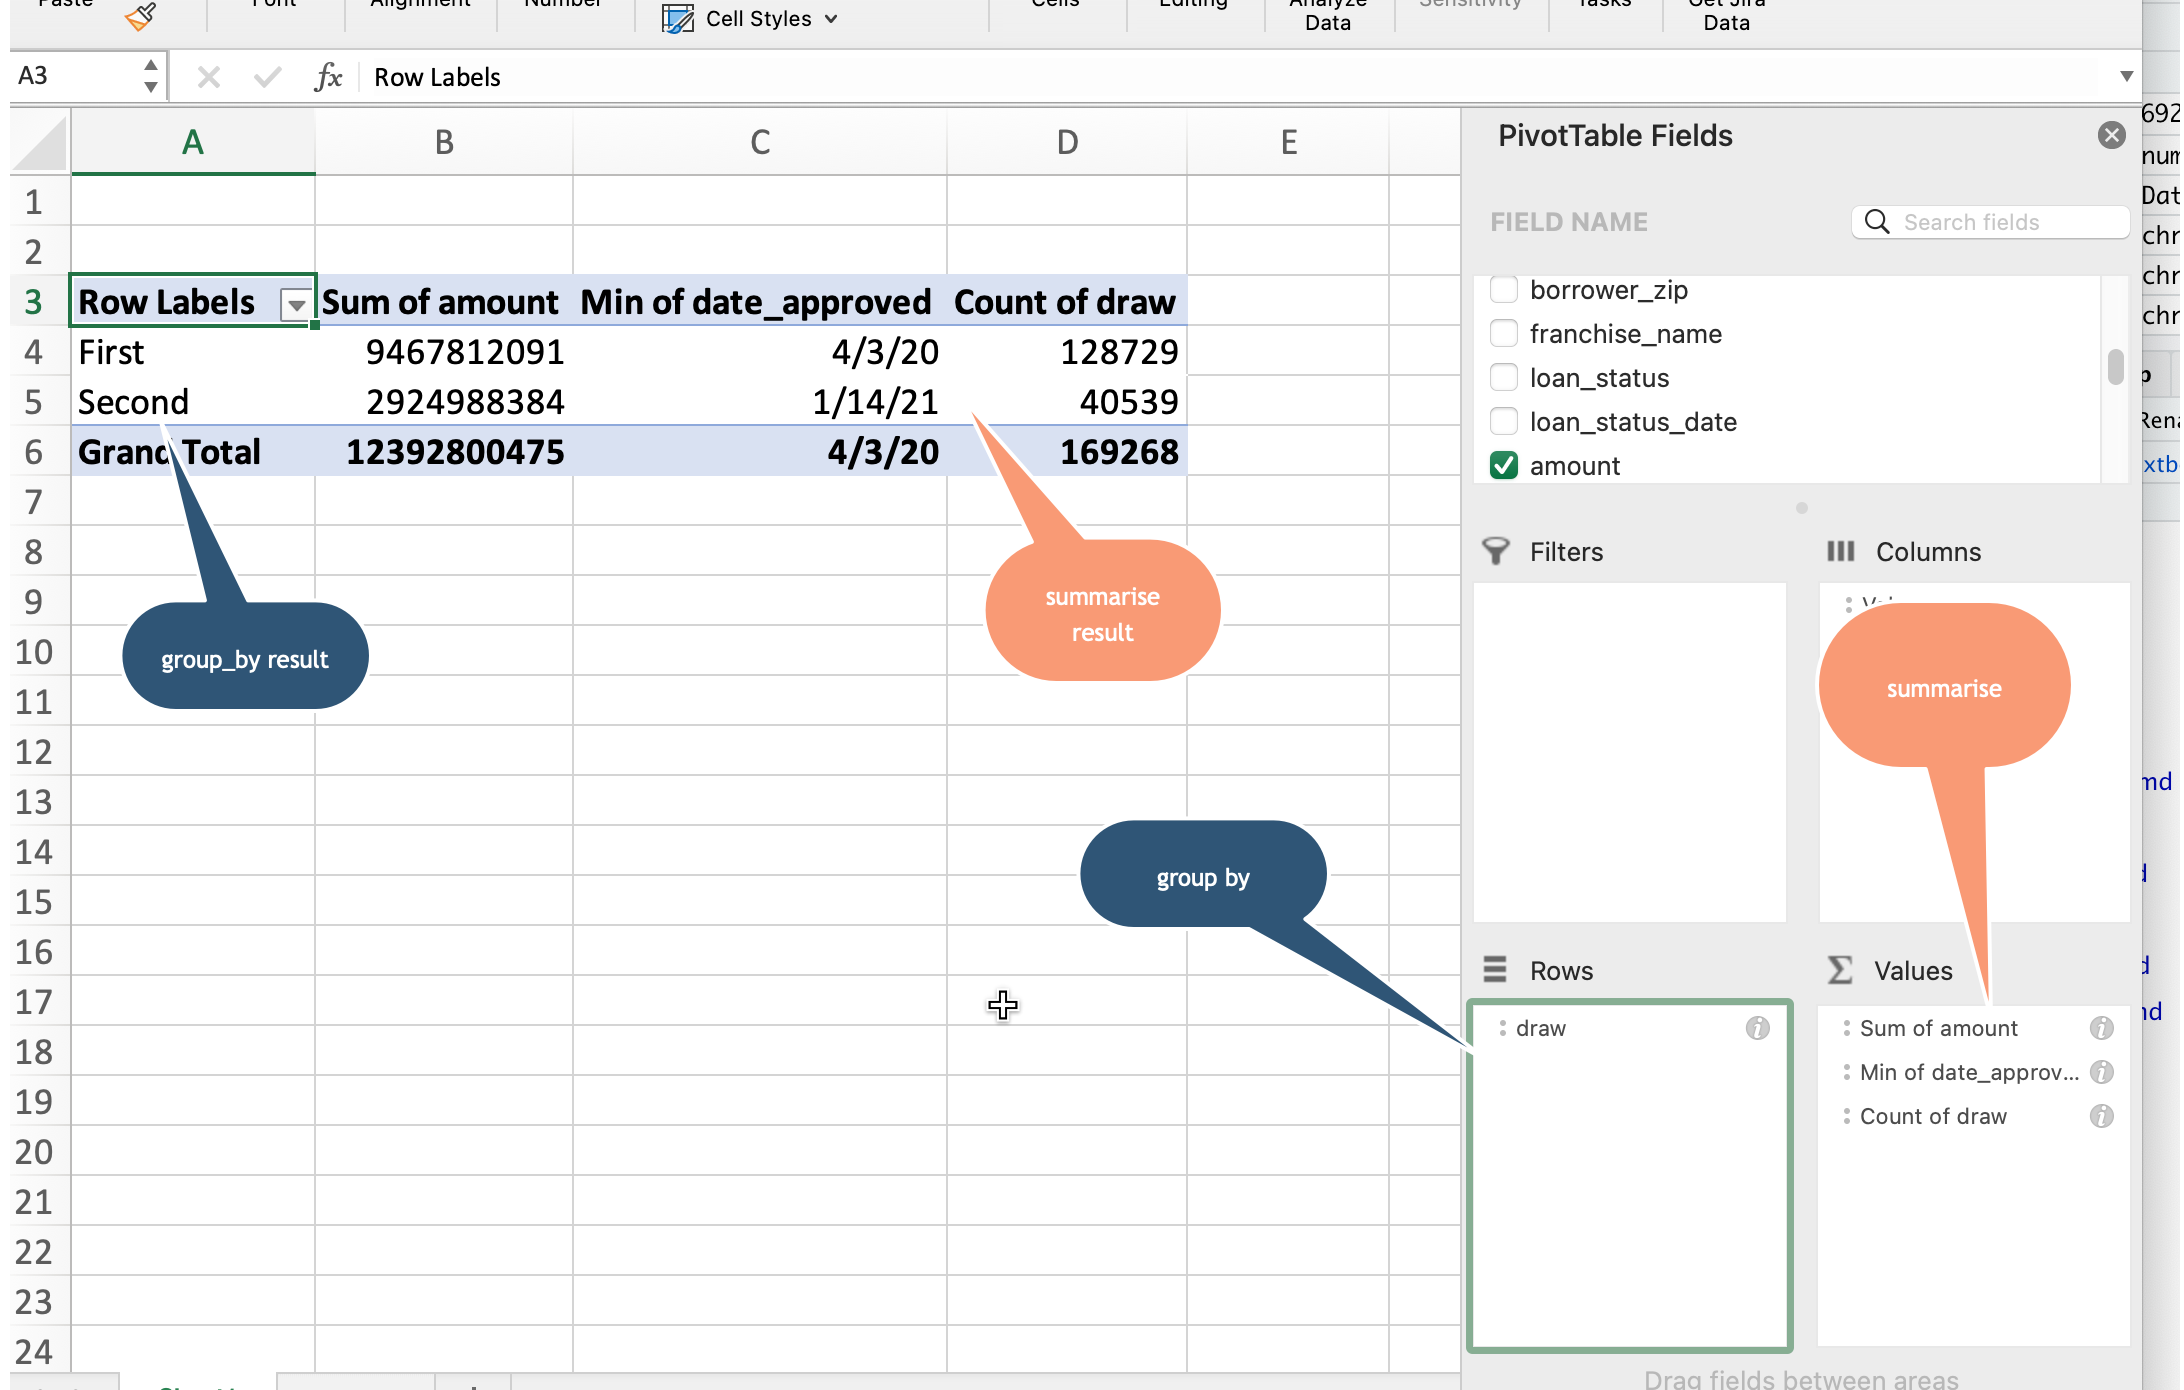 Paste
Font
Alignment
Number
Cell Styles
Cells
Editing
Analyze
Data
Sensitivity
Tasks
Get Jira
Data
A3
fx
Row Labels
A B C D E
PivotTable Fields
FIELD NAME
Search fields
1
2
3 Row Labels Sum of amount Min of date_approved Count of draw
4 First 9467812091 4/3/20 128729
5 Second 2924988384 1/14/21 40539
6 Grand Total 12392800475 4/3/20 169268
7
8
9
10
11
12
13
14
15
16
17
18
19
20
21
22
23
24
borrower_zip
franchise_name
loan_status
loan_status_date
amount
group_by result
summarise
result
group by
summarise
Filters
Columns
Rows
Values
draw
Sum of amount
Min of date_approv...
Count of draw
Drag fields between areas
692
num
Dat
chr
chr
chr
Rena
xtb
md
d
d
nd